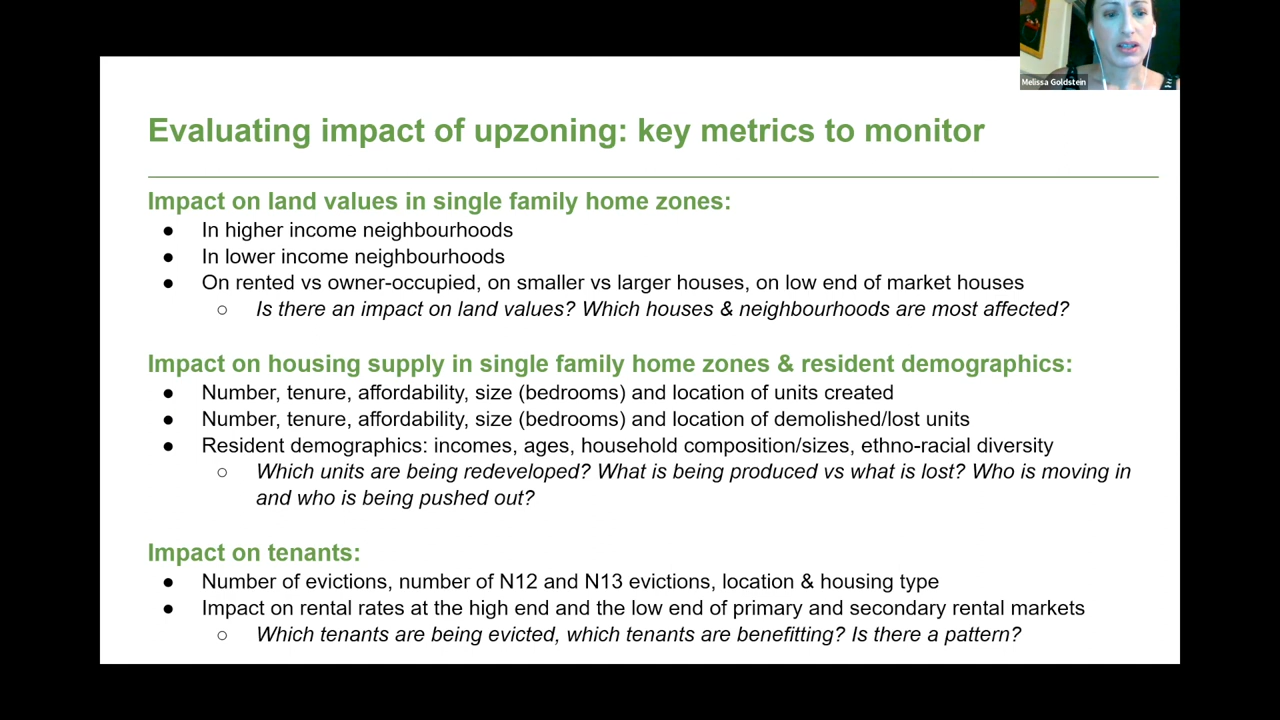 Melissa Goldstein
Evaluating impact of upzoning: key metrics to monitor
Impact on land values in single family home zones:
● In higher income neighbourhoods
● In lower income neighbourhoods
● On rented vs owner-occupied, on smaller vs larger houses, on low end of market houses
○ Is there an impact on land values? Which houses & neighbourhoods are most affected?
Impact on housing supply in single family home zones & resident demographics:
● Number, tenure, affordability, size (bedrooms) and location of units created
● Number, tenure, affordability, size (bedrooms) and location of demolished/lost units
● Resident demographics: incomes, ages, household composition/sizes, ethno-racial diversity
○ Which units are being redeveloped? What is being produced vs what is lost? Who is moving in
and who is being pushed out?
Impact on tenants:
● Number of evictions, number of N12 and N13 evictions, location & housing type
● Impact on rental rates at the high end and the low end of primary and secondary rental markets
○ Which tenants are being evicted, which tenants are benefitting? Is there a pattern?